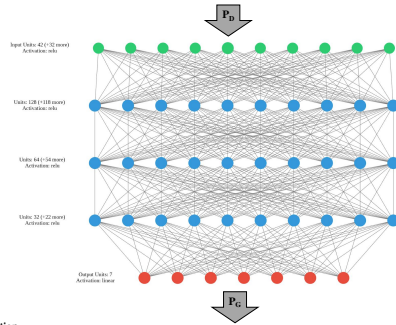 P_D
Input Units: 42 (+32 more)
Activation: relu
Units: 128 (+118 more)
Activation: relu
Units: 64 (+54 more)
Activation: relu
Units: 32 (+22 more)
Activation: relu
Output Units: 7
Activation: linear
P_G